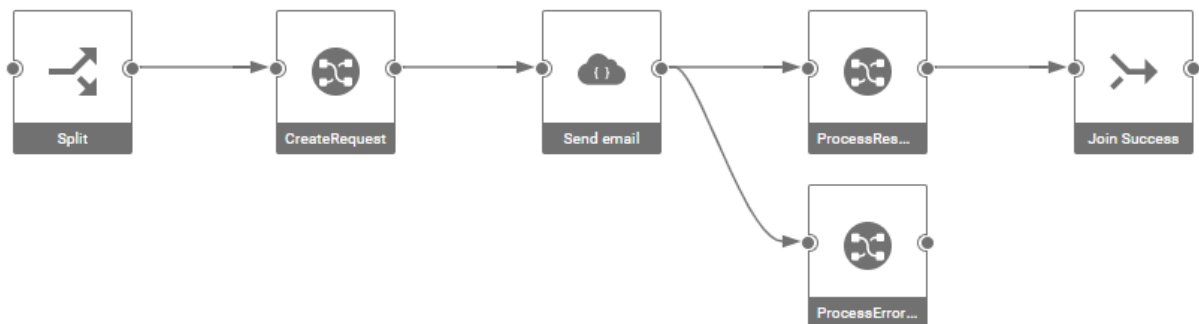 Split
CreateRequest
Send email
ProcessRes...
Join Success
{ }
ProcessError...